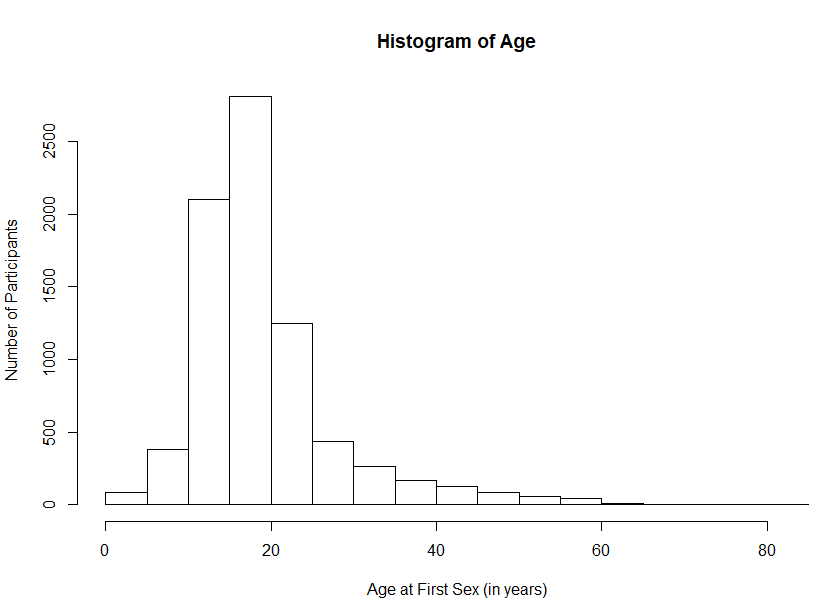 Histogram of Age
Number of Participants
2500
2000
1500
1000
500
0
0 20 40 60 80
Age at First Sex (in years)